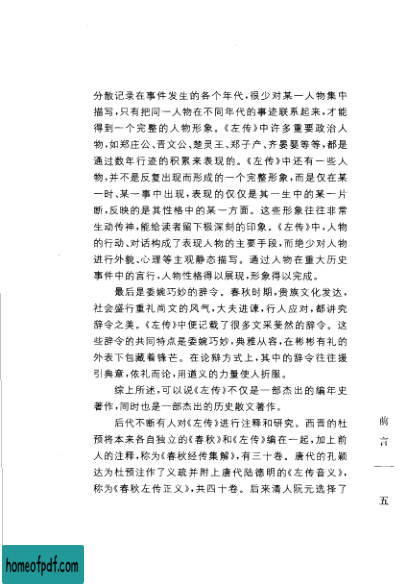 分散记录在事件发生的各个年代,很少对某一人物集中
描写,只有把同一人物在不同年代的事迹联系起来,才能
得到一个完整的人物形象。《左传》中许多重要政治人
物,如郑庄公、晋文公、楚灵王、郑子产、齐晏婴等等,都是
通过数年行迹的积累来表现的。《左传》中还有一些人
物,并不是反复出现而形成的一个完整形象,而是仅在某
一时、某一事中出现,表现的仅仅是其一生中的某一片
断,反映的是其性格中的某一方面。这些形象往往非常
生动传神,能给读者留下极深刻的印象。《左传》中,人物
的行动、对话构成了表现人物的主要手段,而绝少对人物
进行外貌、心理等主观静态描写。通过人物在重大历史
事件中的言行,人物性格得以展现,形象得以完成。
最后是委婉巧妙的辞令。春秋时期,贵族文化发达,
社会盛行重礼尚文的风气,大夫进谏,行人应对,都讲究
辞令之美。《左传》中便记载了很多文采斐然的辞令。这
些辞令的共同特点是委婉巧妙,典雅从容,在彬彬有礼的
外表下包藏着锋芒。在论辩方式上,其中的辞令往往援
引典章,依礼而论,用道义的力量使人折服。
综上所述,可以说《左传》不仅是一部杰出的编年史
著作,同时也是一部杰出的历史散文著作。
后代不断有人对《左传》进行注释和研究。西晋的杜
预将本来各自独立的《春秋》和《左传》编在一起,加上前
人的注释,称为《春秋经传集解》,有三十卷。唐代的孔颖
达为杜预注作了义疏并附上唐代陆德明的《左传音义》,
称为《春秋左传正义》,共四十卷。后来清人阮元选择了
前言
五
homeofpdf.com